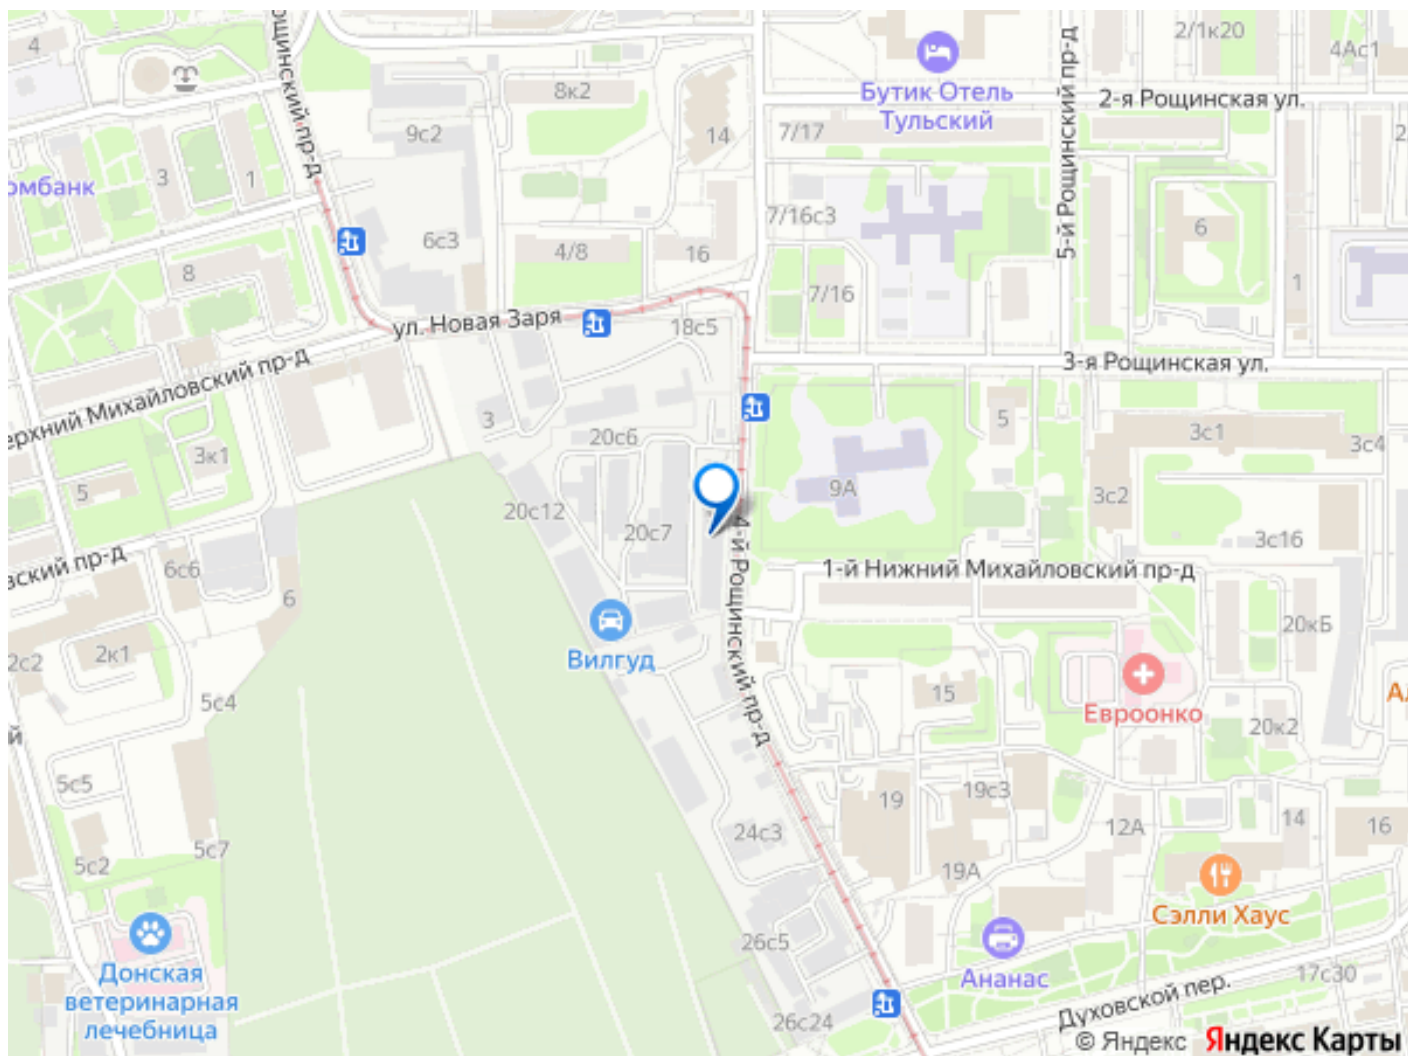 4
ощинский пр-д
8к2
9с2
14
Бутик Отель
Тульский
7/17
5-й Рощинский пр-д
2/1к20
4Ас1
2-я Рощинская ул.
2
омбанк
3
1
6с3
4/8
16
7/16с3
7/16
6
1
8
ул. Новая Заря
18с5
3-я Рощинская ул.
ерхний Михайловский пр-д
3
20с6
5
3с1
3с4
3к1
5
20с12
20с7
9А
3с2
3с16
4-й Рощинский пр-д
1-й Нижний Михайловский пр-д
вский пр-д
6с6
6
20кБ
2с2
2к1
Вилгуд
15
Евроонко
20к2
Ал
5с4
й
5с5
19
19с3
12А
14
16
5с2
5с7
24с3
19А
Сэлли Хаус
26с5
Ананас
Донская
ветеринарная
лечебница
26с24
17с30
Духовской пер.
© Яндекс Яндекс Карты